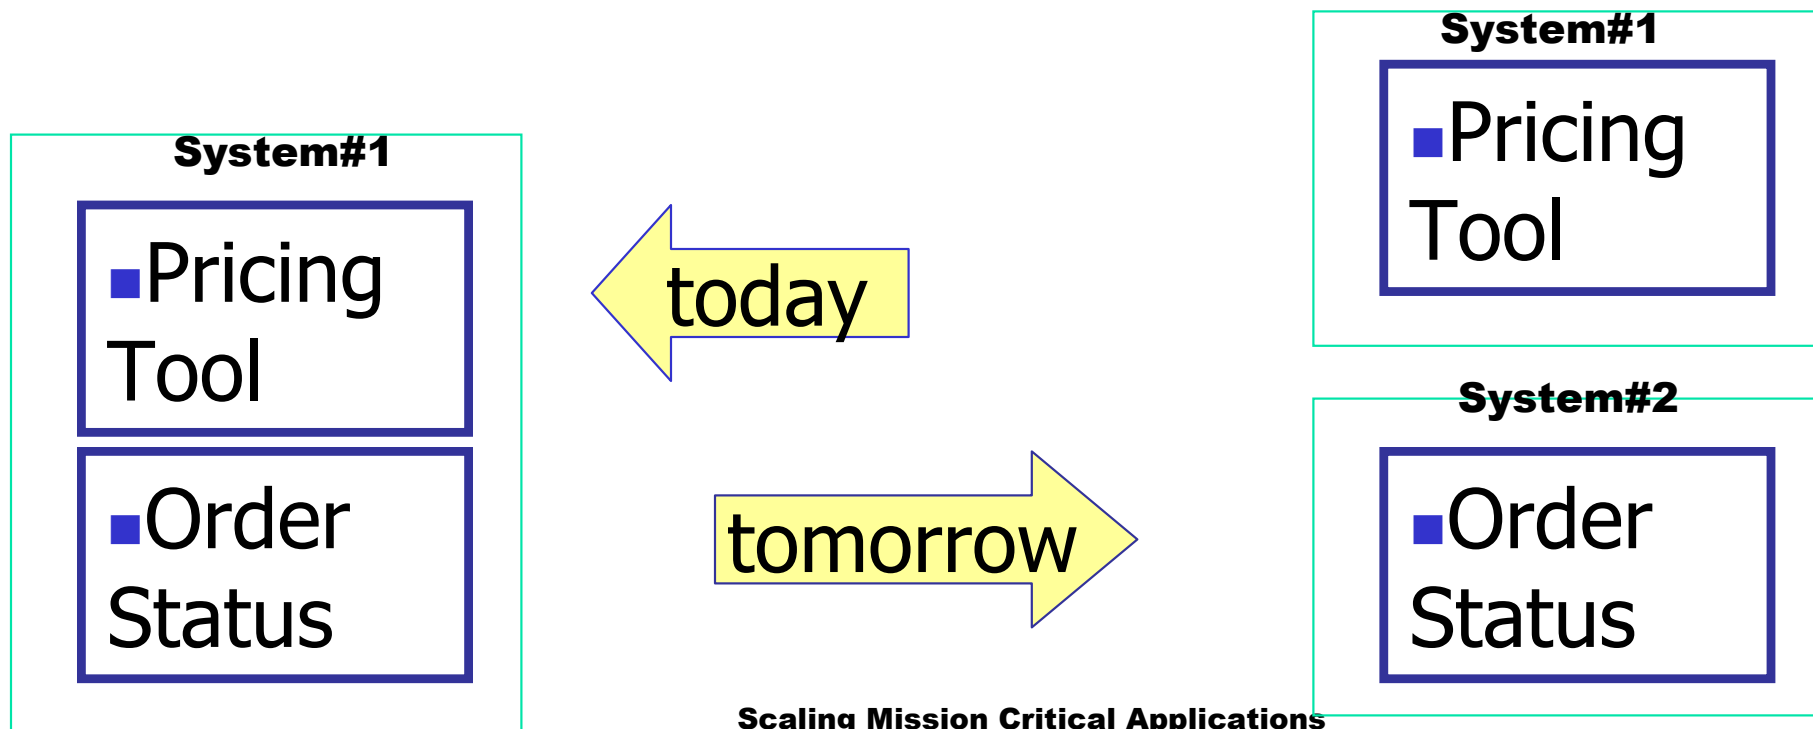 System#1
▪Pricing
Tool
▪Order
Status
today
tomorrow
System#1
▪Pricing
Tool
System#2
▪Order
Status
Scaling Mission Critical Applications